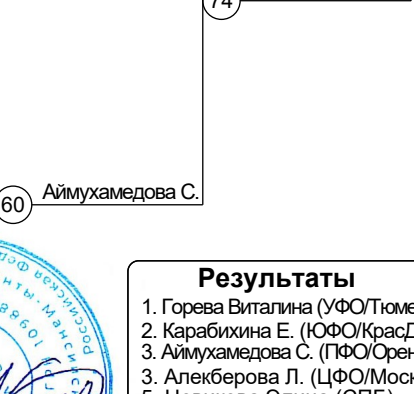 74
Аймухамедова С.
60
Результаты
1. Горева Виталина (УФО/Тюме
2. Карабихина Е. (ЮФО/КрасД
3. Аймухамедова С. (ПФО/Орен
3. Алекберова Л. (ЦФО/Моск